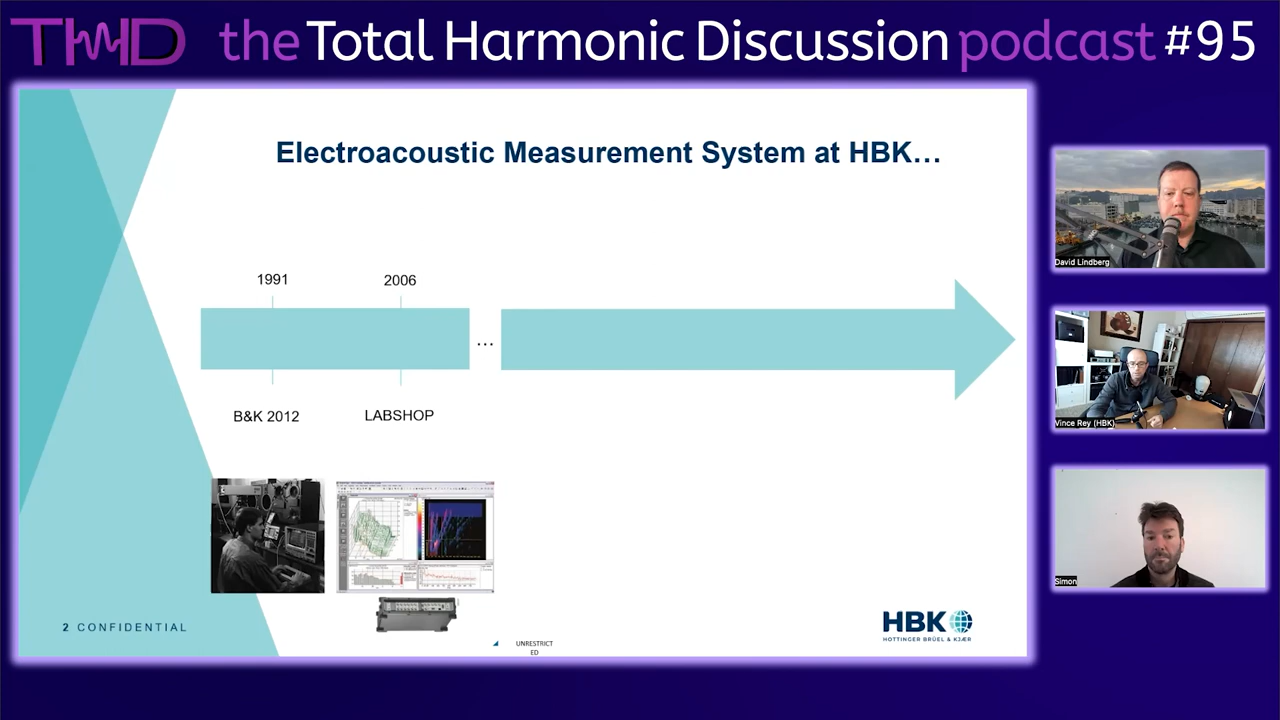 THD the Total Harmonic Discussion podcast #95
Electroacoustic Measurement System at HBK…
1991
2006
...
B&K 2012
LABSHOP
2 CONFIDENTIAL
UNRESTRICT
ED
HBK
HOTTINGER BRÜEL & KJÆR
David Lindberg
Vince Rey (HBK)
Simon